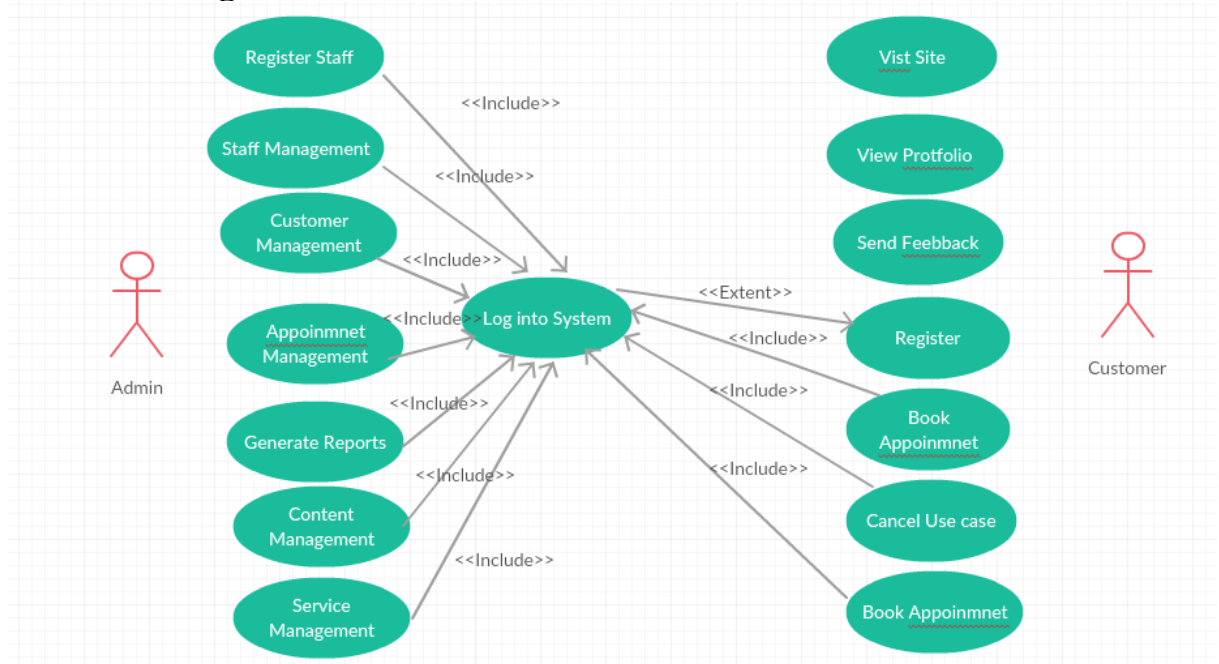 Register Staff
<<Include>>
Staff Management
<<Include>>
Customer
Management
<<Include>>
Admin
Appoinmnet
Management
<<Include>>
Log into System
Generate Reports
<<Include>>
Content
Management
<<Include>>
Service
Management
<<Include>>
Vist Site
View Protfolio
Send Feebback
<<Extent>>
Register
<<Include>>
Book
Appoinmnet
<<Include>>
Cancel Use case
<<Include>>
Book Appoinmnet
Customer